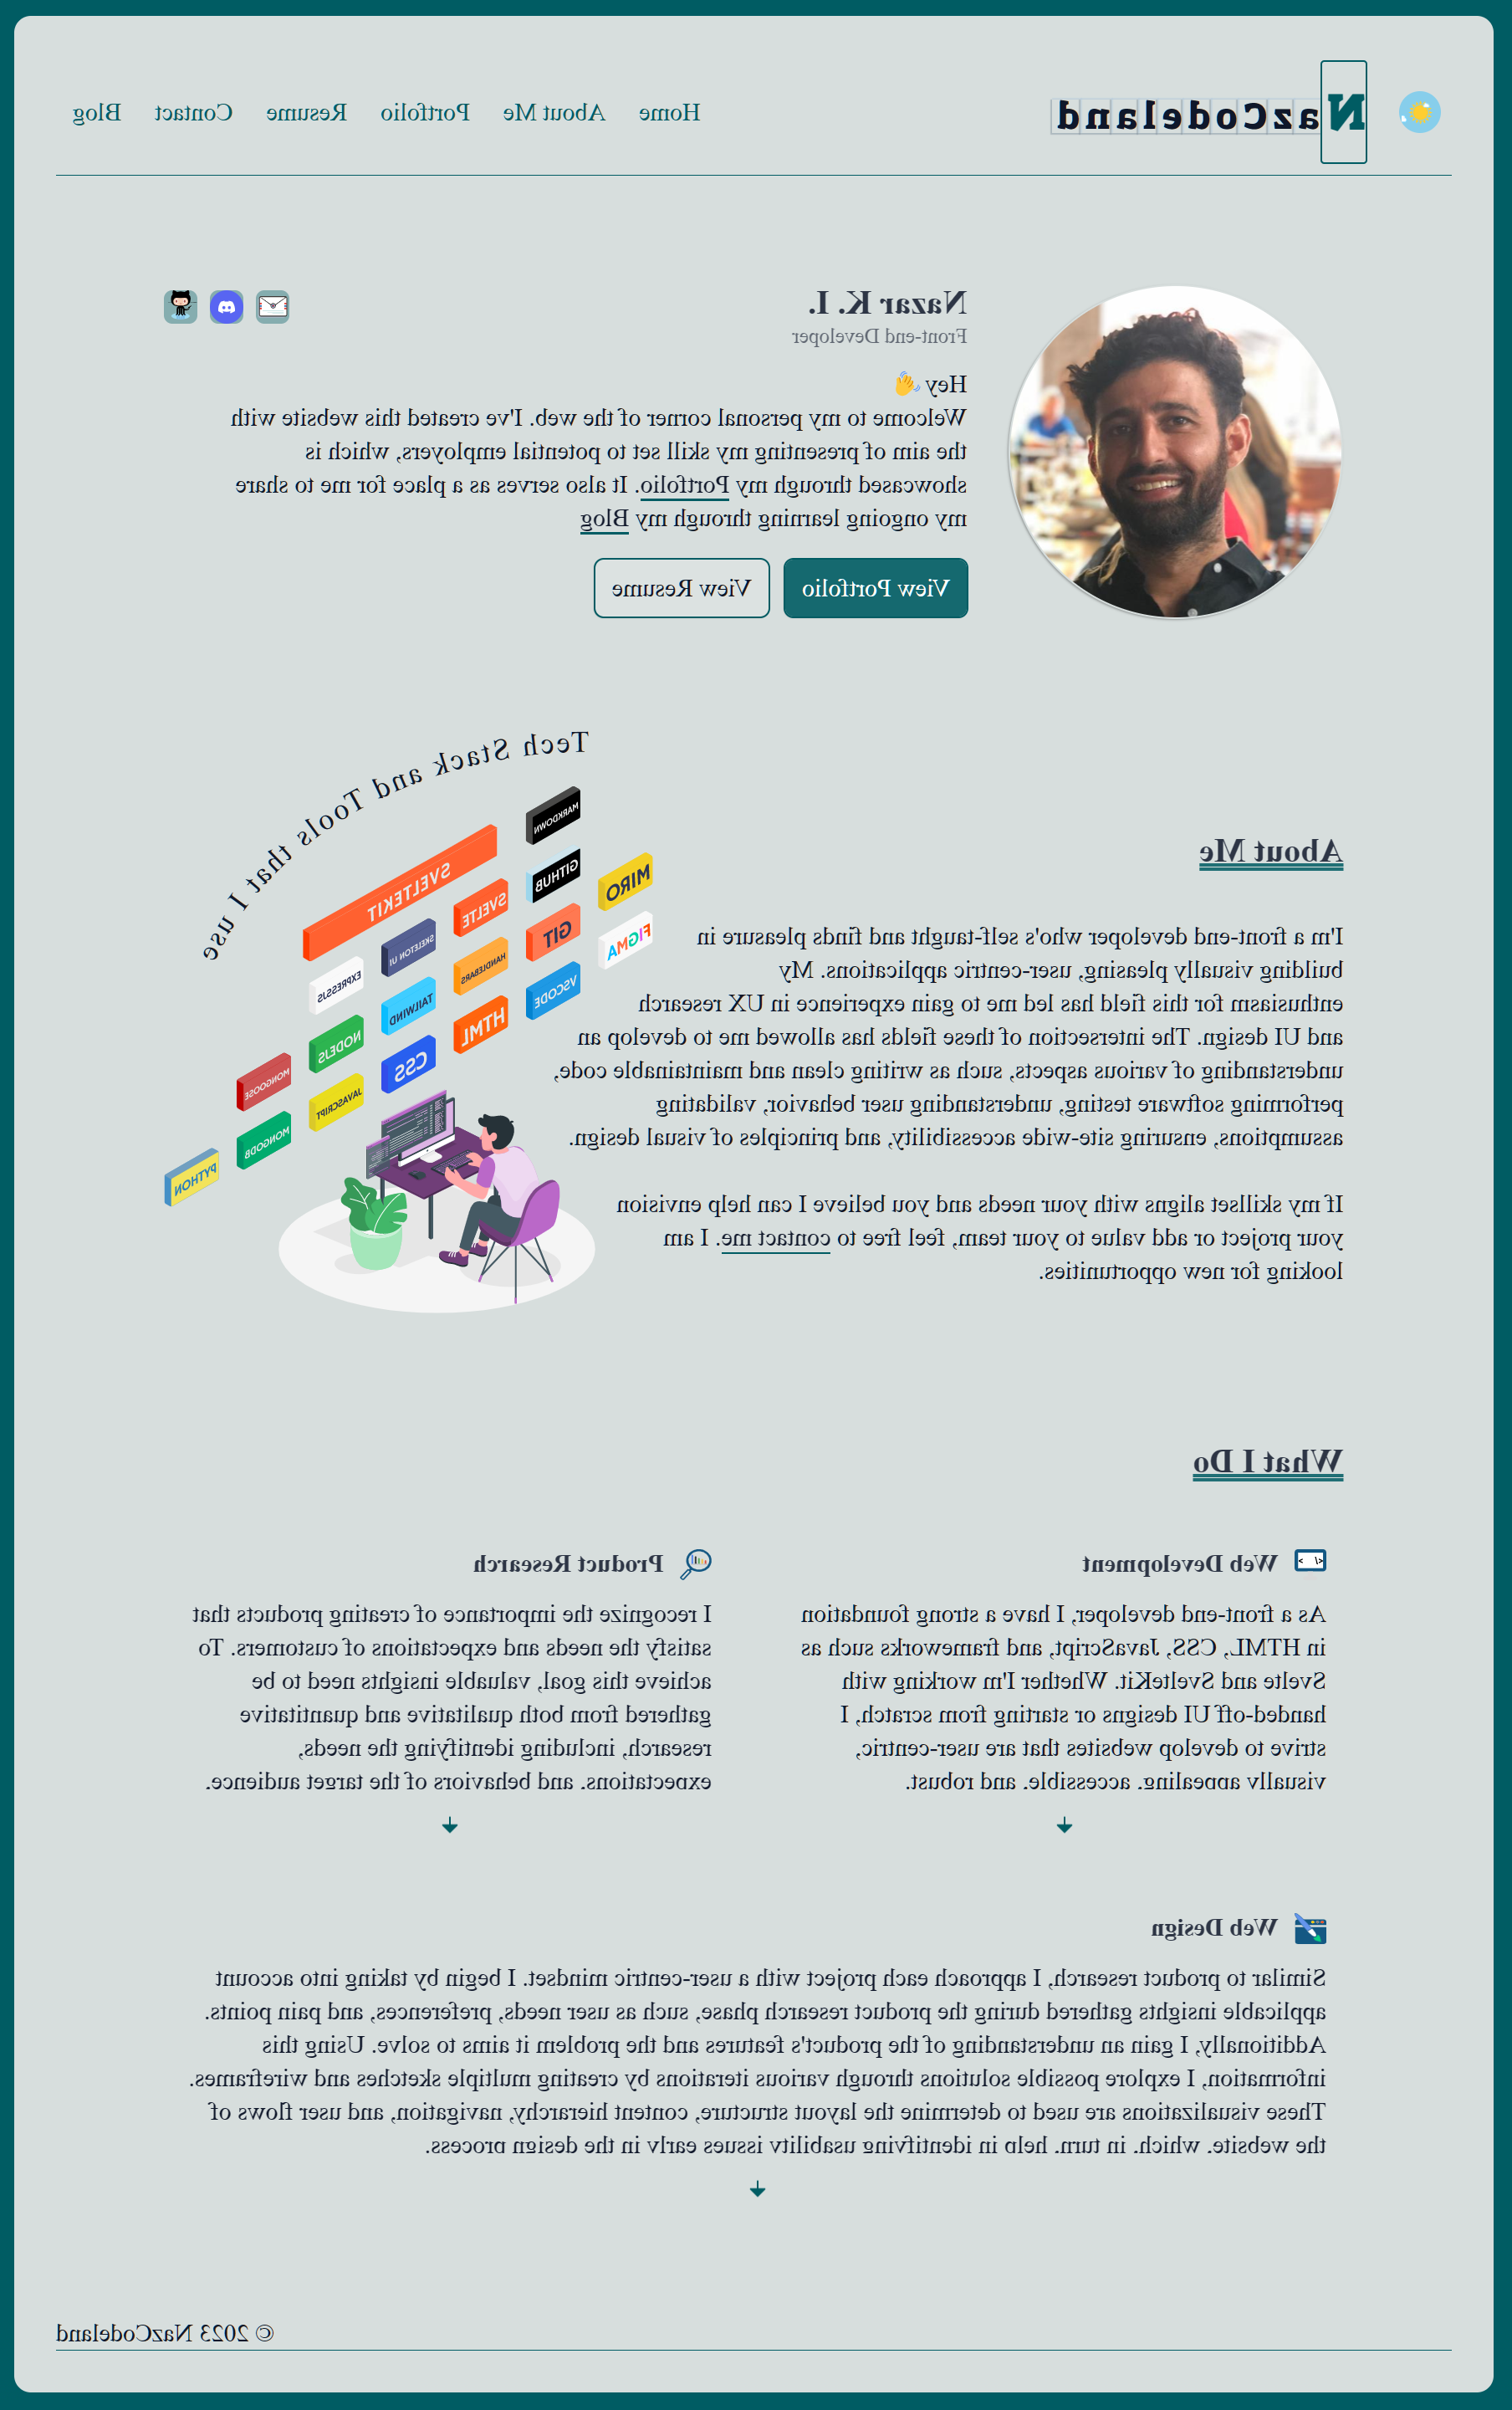 NazCodeland
Home About Me Portfolio Resume Contact Blog
Nazar K. I.
Front-end Developer
Hey 👋
Welcome to my personal corner of the web. I've created this website with
the aim of presenting my skill set to potential employers, which is
showcased through my Portfolio. It also serves as a place for me to share
my ongoing learning through my Blog
View Portfolio View Resume
About Me
I'm a front-end developer who's self-taught and finds pleasure in
building visually pleasing, user-centric applications. My
enthusiasm for this field has led me to gain experience in UX research
and UI design. The intersection of these fields has allowed me to develop an
understanding of various aspects, such as writing clean and maintainable code,
performing software testing, understanding user behavior, validating
assumptions, ensuring site-wide accessibility, and principles of visual design.
If my skillset aligns with your needs and you believe I can help envision
your project or add value to your team, feel free to contact me. I am
looking for new opportunities.
Tech Stack and Tools that I use
MARKDOWN
SVELTEKIT
GITHUB
MIRO
SVELTE
GIT
FIGMA
SKELETON UI
HANDLEBARS
VSCODE
EXPRESSJS
TAILWIND
HTML
NODEJS
CSS
MONGOOSE
JAVASCRIPT
MONGODB
PYTHON
What I Do
Web Development
As a front-end developer, I have a strong foundation
in HTML, CSS, JavaScript, and frameworks such as
Svelte and SvelteKit. Whether I'm working with
handed-off UI designs or starting from scratch, I
strive to develop websites that are user-centric,
visually appealing, accessible, and robust.
Product Research
I recognize the importance of creating products that
satisfy the needs and expectations of customers. To
achieve this goal, valuable insights need to be
gathered from both qualitative and quantitative
research, including identifying the needs,
expectations, and behaviors of the target audience.
Web Design
Similar to product research, I approach each project with a user-centric mindset. I begin by taking into account
applicable insights gathered during the product research phase, such as user needs, preferences, and pain points.
Additionally, I gain an understanding of the product's features and the problem it aims to solve. Using this
information, I explore possible solutions through various iterations by creating multiple sketches and wireframes.
These visualizations are used to determine the layout structure, content hierarchy, navigation, and user flows of
the website, which, in turn, help in identifying usability issues early in the design process.
© 2023 NazCodeland